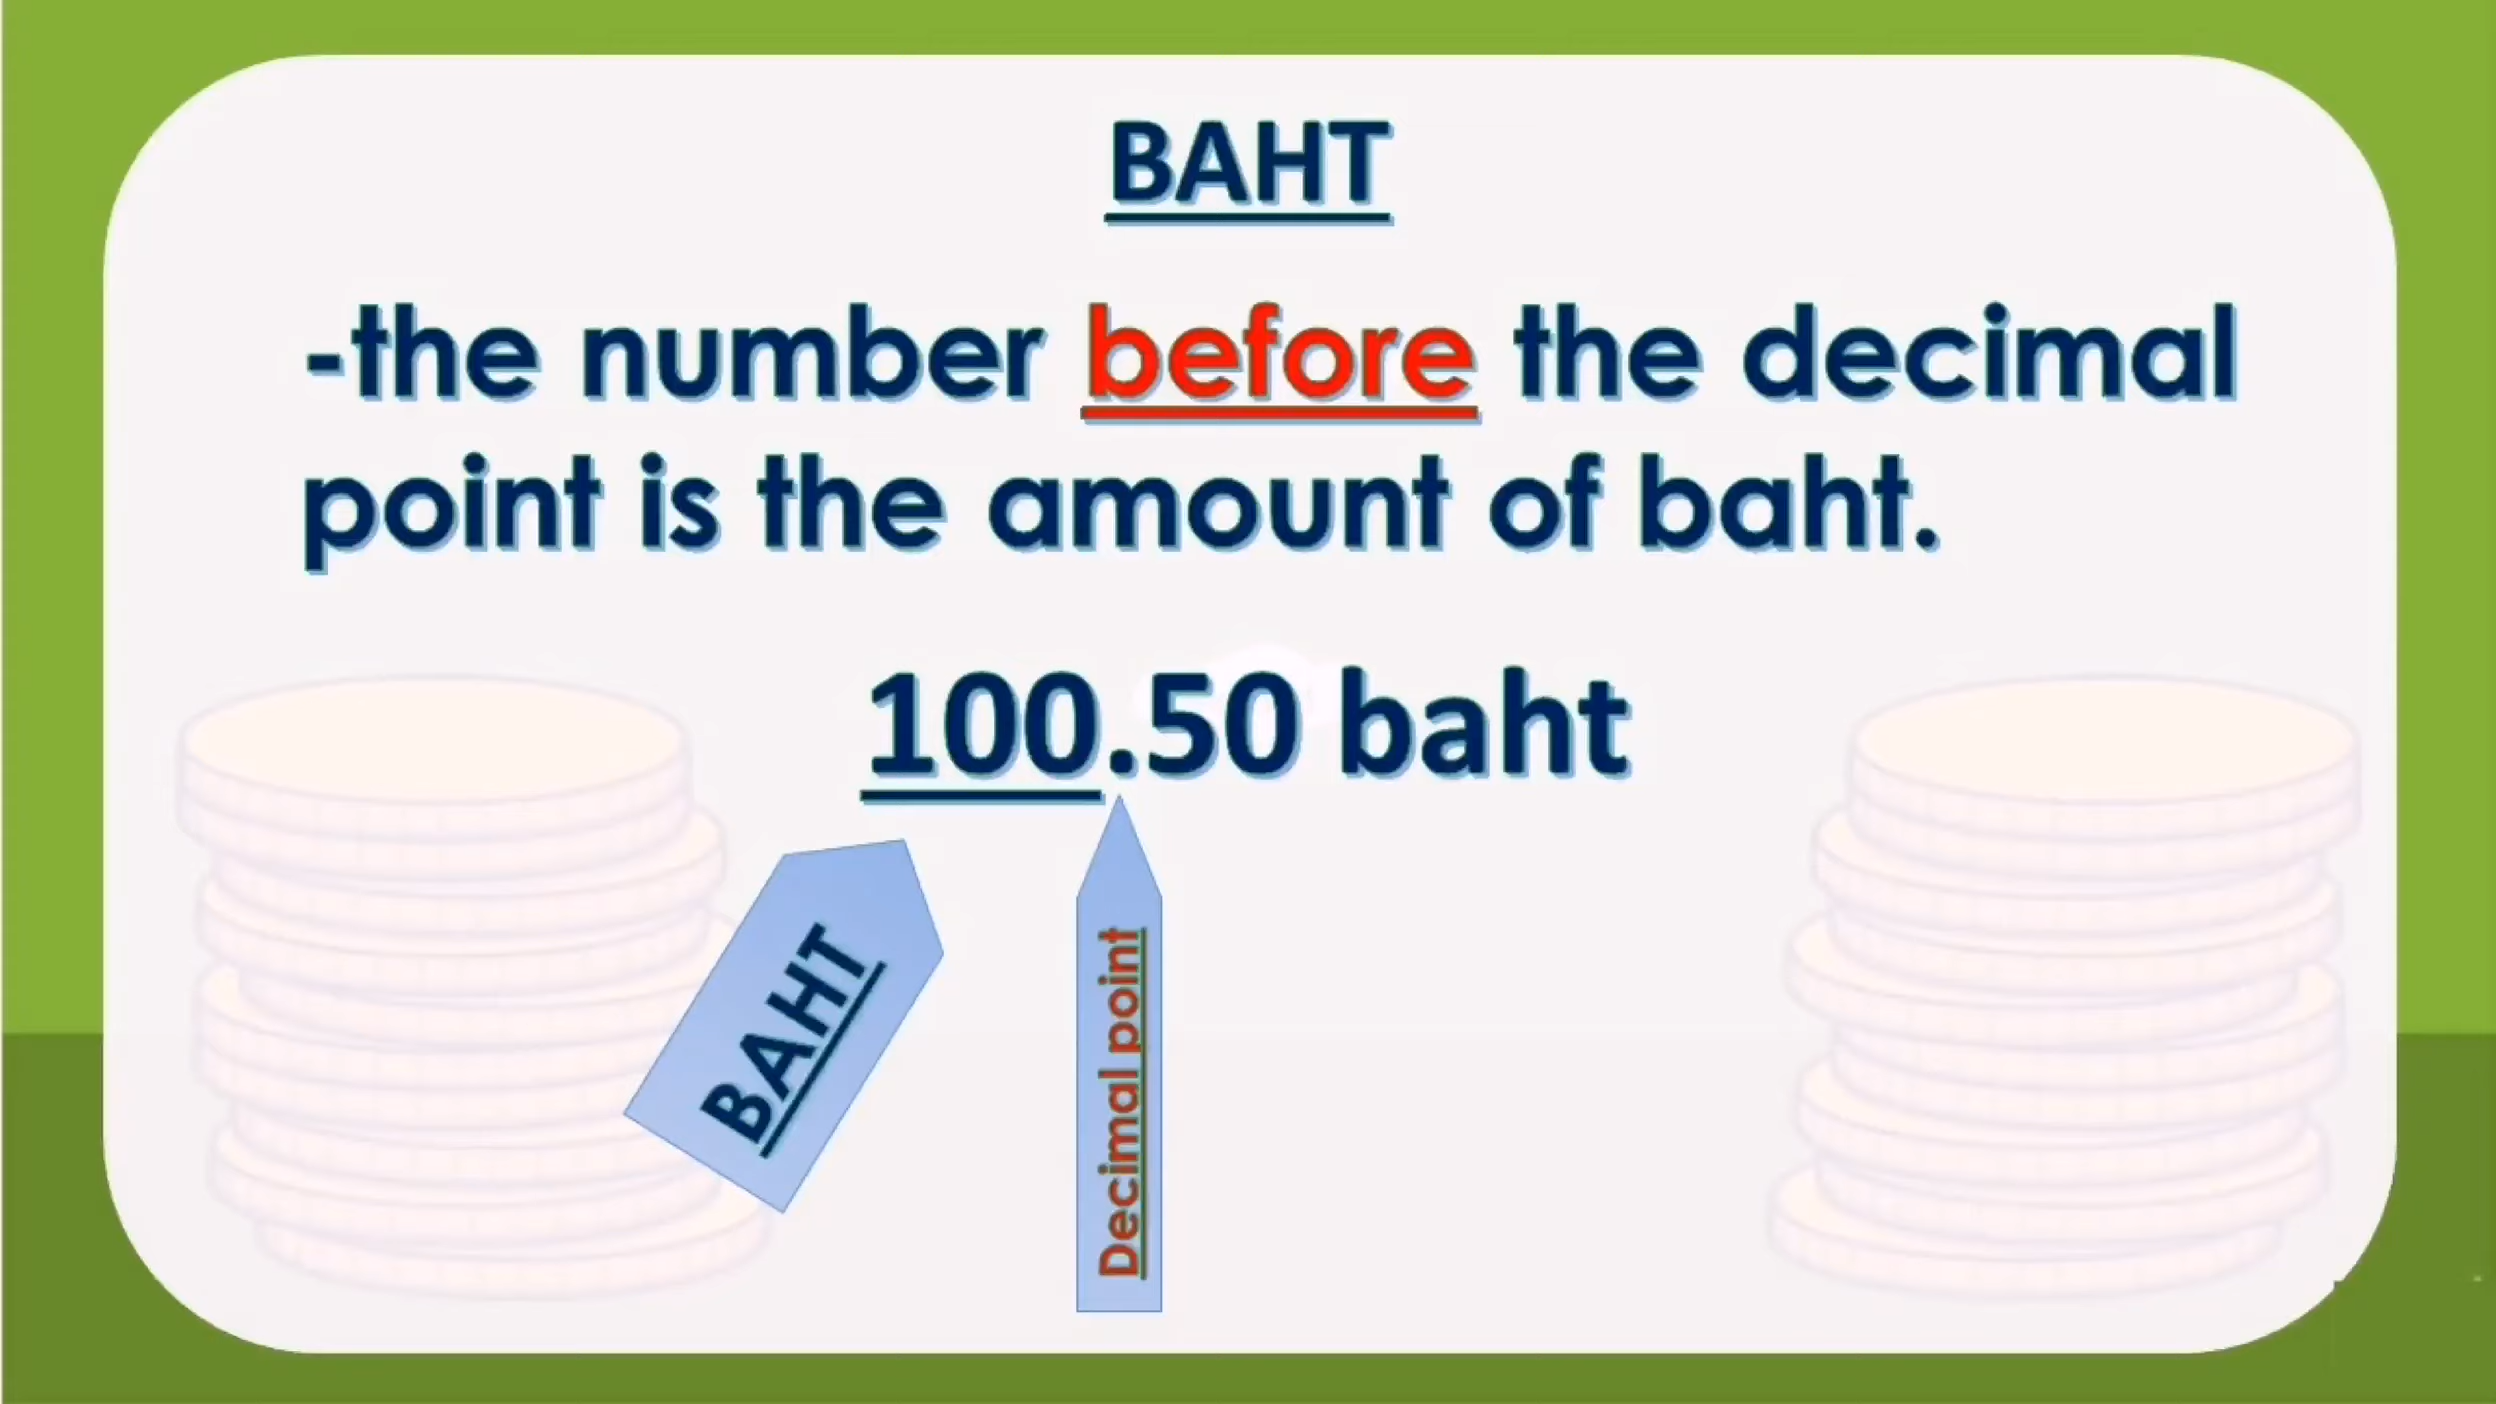 BAHT
-the number before the decimal
point is the amount of baht.
100.50 baht
BAHT
Decimal point